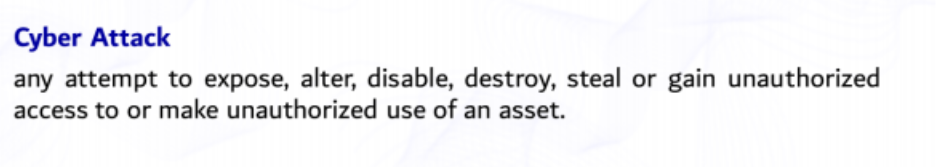 Cyber Attack
any attempt to expose, alter, disable, destroy, steal or gain unauthorized
access to or make unauthorized use of an asset.